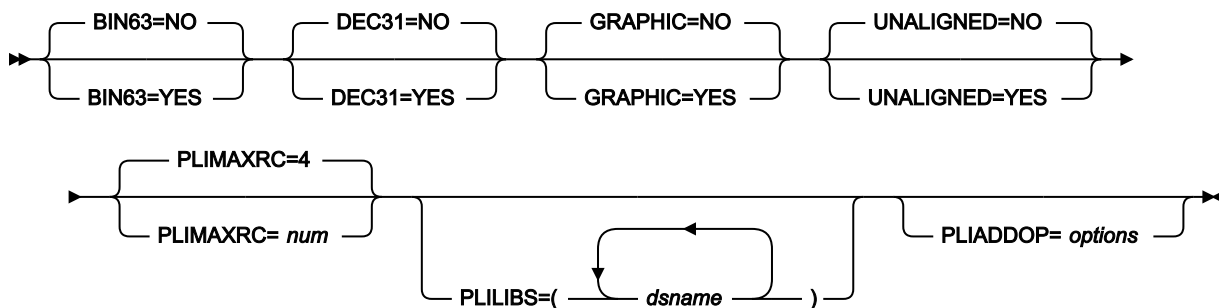 BIN63=NO DEC31=NO GRAPHIC=NO UNALIGNED=NO
BIN63=YES DEC31=YES GRAPHIC=YES UNALIGNED=YES
PLIMAXRC=4
PLIMAXRC= num PLIADDOP= options
PLILIBS=( dsname )